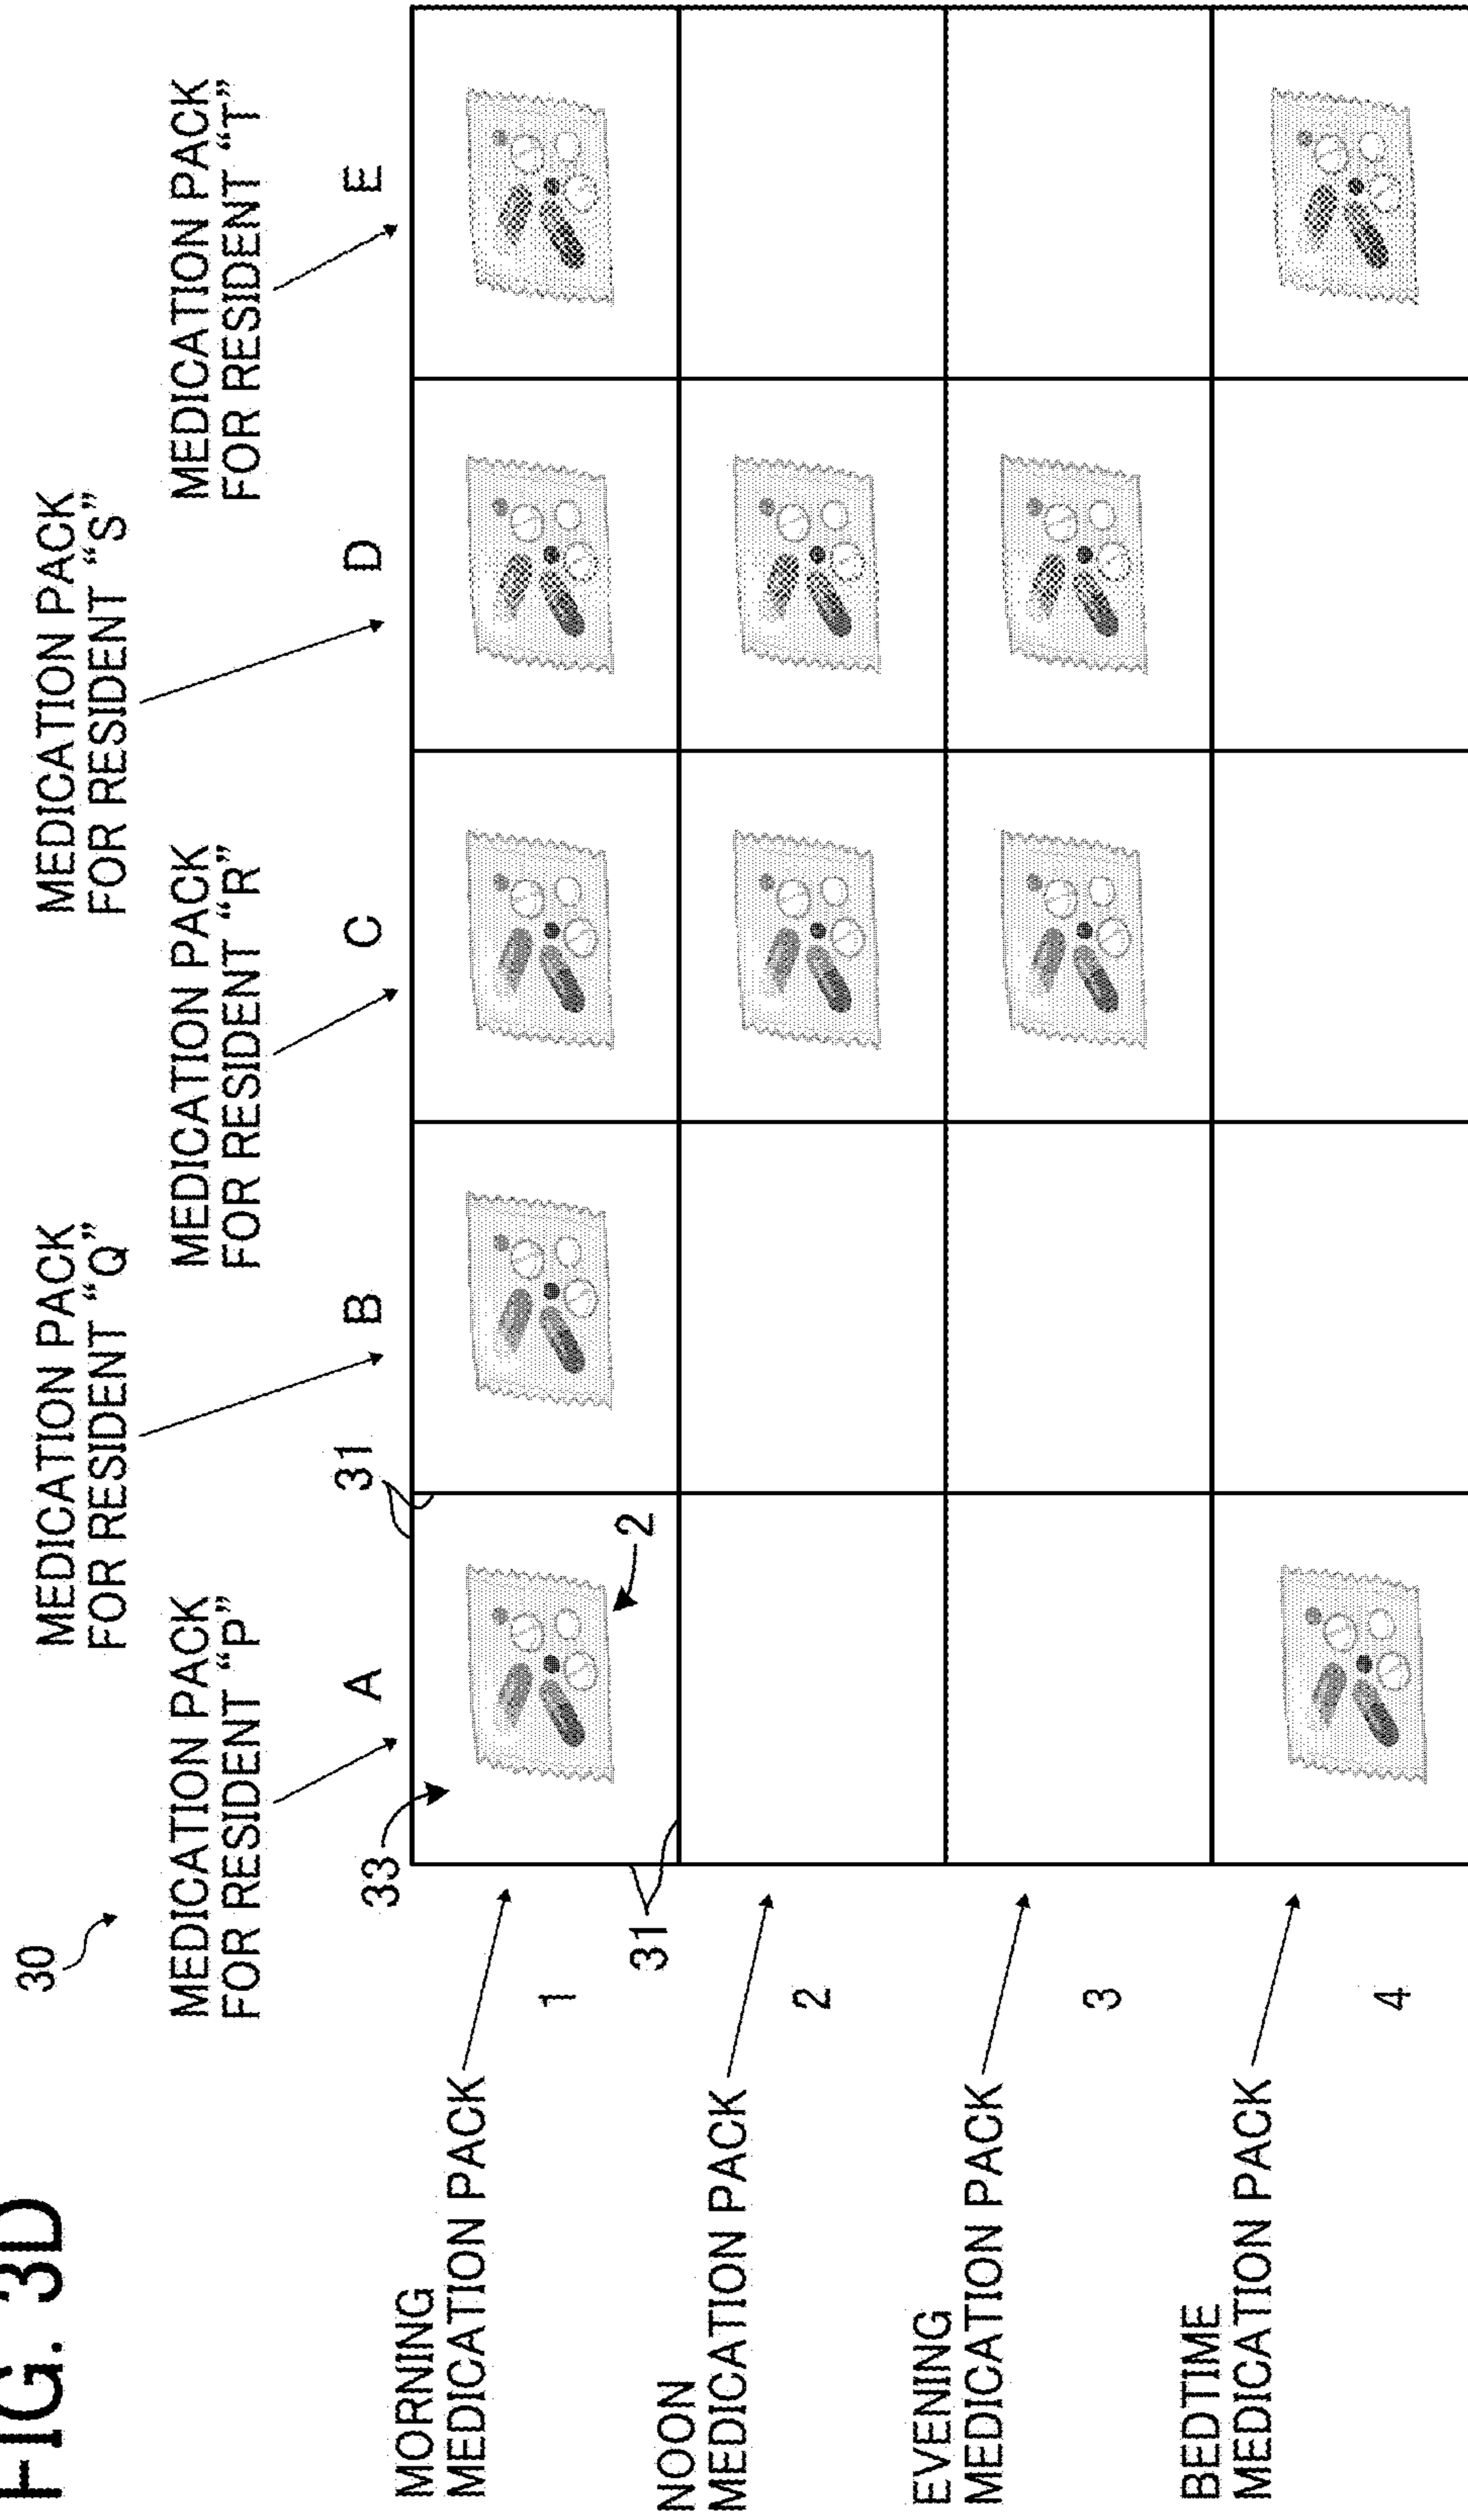 FIG. 3D
30
MEDICATION PACK
FOR RESIDENT “P”
MEDICATION PACK
FOR RESIDENT “Q”
MEDICATION PACK
FOR RESIDENT “R”
MEDICATION PACK
FOR RESIDENT “S”
MEDICATION PACK
FOR RESIDENT “T”
33
A
31
B
C
D
E
MORNING
MEDICATION PACK
1
2
31
NOON
MEDICATION PACK
2
EVENING
MEDICATION PACK
3
BEDTIME
MEDICATION PACK
4